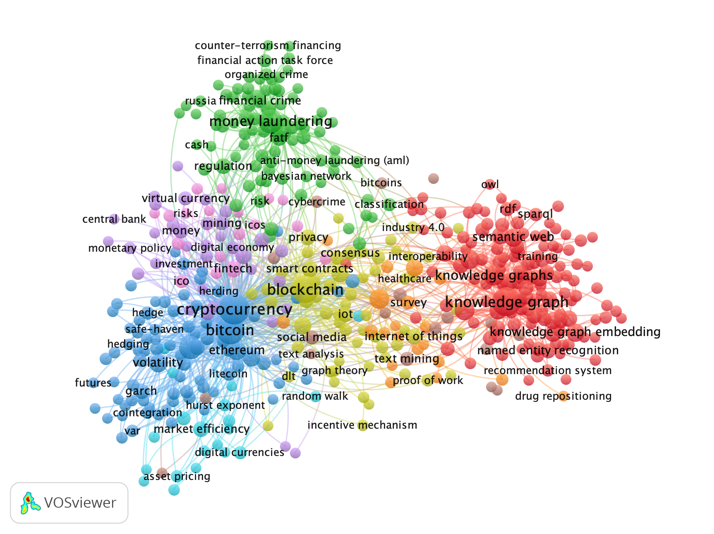 counter-terrorism financing
financial action task force
organized crime
russia financial crime
money laundering
fatf
cash
regulation
anti-money laundering (aml)
bayesian network
bitcoins
owl
virtual currency
risk
cybercrime
classification
rdf
sparql
central bank
risks
mining
icos
industry 4.0
money
privacy
semantic web
monetary policy
digital economy
consensus
interoperability
training
investment
fintech
smart contracts
healthcare
knowledge graphs
ico
herding
blockchain
survey
knowledge graph
hedge
cryptocurrency
iot
safe-haven
bitcoin
social media
internet of things
knowledge graph embedding
hedging
ethereum
text analysis
text mining
named entity recognition
volatility
litecoin
dlt
graph theory
recommendation system
futures
garch
proof of work
random walk
drug repositioning
cointegration
hurst exponent
var
market efficiency
incentive mechanism
digital currencies
asset pricing
VOSviewer